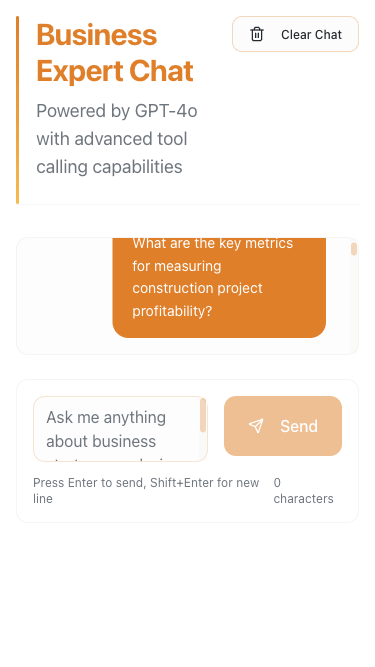 Business
Expert Chat
Clear Chat
Powered by GPT-4o
with advanced tool
calling capabilities
What are the key metrics
for measuring
construction project
profitability?
Ask me anything
about business
Send
Press Enter to send, Shift+Enter for new
line
0
characters